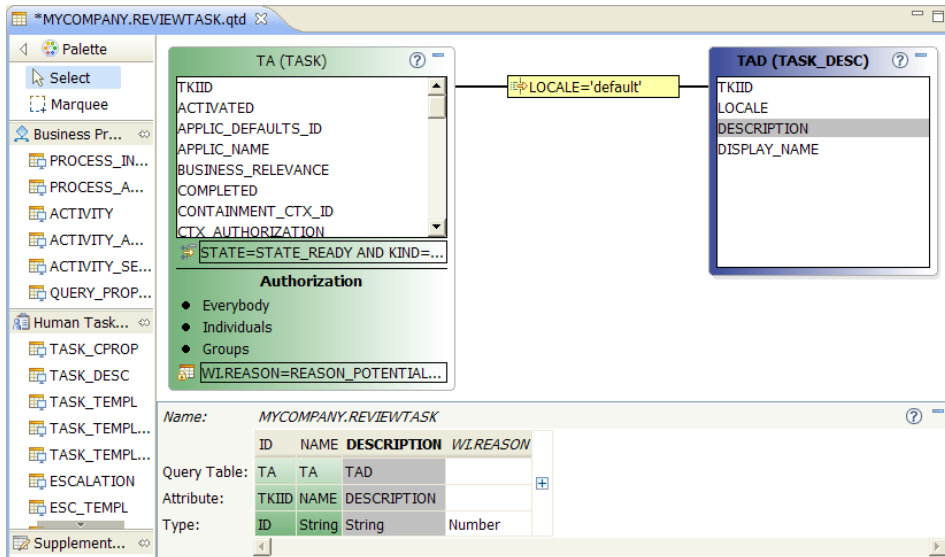 *MYCOMPANY.REVIEWTASK.qtd
Palette
Select
Marquee
Business Pr...
PROCESS_IN...
PROCESS_A...
ACTIVITY
ACTIVITY_A...
ACTIVITY_SE...
QUERY_PROP...
Human Task...
TASK_CPROP
TASK_DESC
TASK_TEMPL
TASK_TEMPL...
TASK_TEMPL...
ESCALATION
ESC_TEMPL
Supplement...
TA (TASK)
TKIID
ACTIVATED
APPLIC_DEFAULTS_ID
APPLIC_NAME
BUSINESS_RELEVANCE
COMPLETED
CONTAINMENT_CTX_ID
CTX_AUTHORIZATION
STATE=STATE_READY AND KIND=...
Authorization
Everybody
Individuals
Groups
WI.REASON=REASON_POTENTIAL...
LOCALE='default'
TAD (TASK_DESC)
TKIID
LOCALE
DESCRIPTION
DISPLAY_NAME
Name: MYCOMPANY.REVIEWTASK
ID NAME DESCRIPTION WI.REASON
Query Table: TA TA TAD
Attribute: TKIID NAME DESCRIPTION
Type: ID String String Number